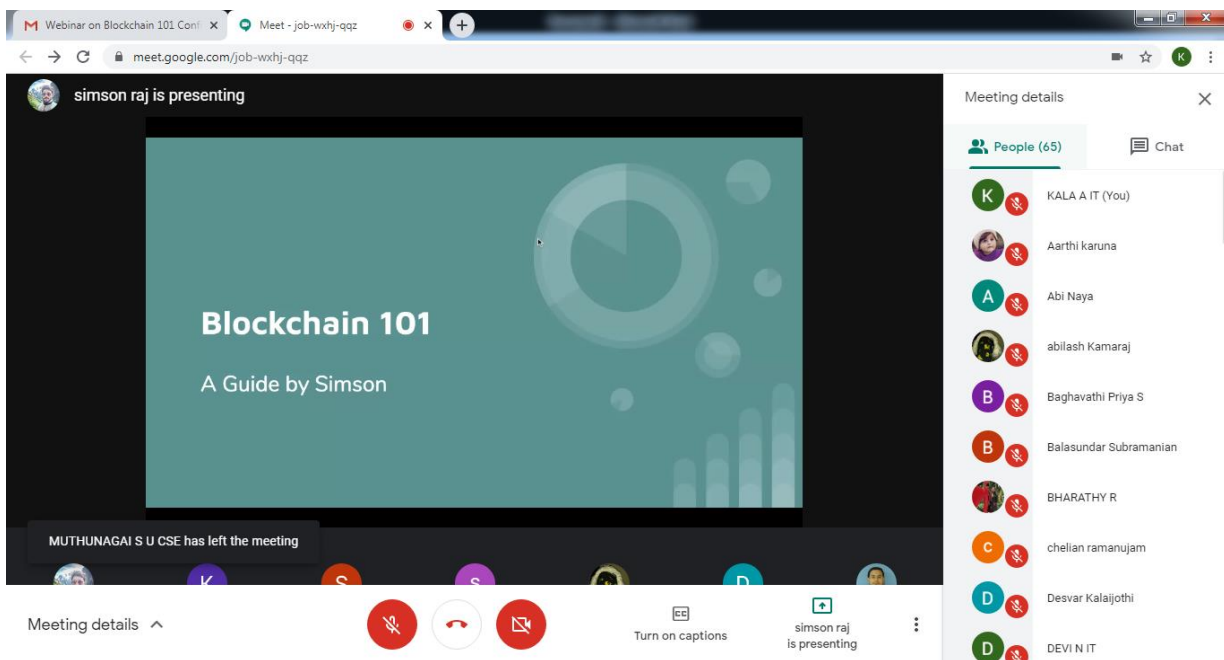 Webinar on Blockchain 101 Conf
Meet - job-wxhj-qqz
meet.google.com/job-wxhj-qqz
K
simson raj is presenting
Blockchain 101
A Guide by Simson
MUTHUNAGAI S U CSE has left the meeting
K
S
s
D
Meeting details
Turn on captions
simson raj
is presenting
Meeting details
People (65)
Chat
K
KALA A IT (You)
Aarthi karuna
A
Abi Naya
abilash Kamaraj
B
Baghavathi Priya S
B
Balasundar Subramanian
BHARATHY R
c
chelian ramanujam
D
Desvar Kalaijothi
D
DEVI N IT